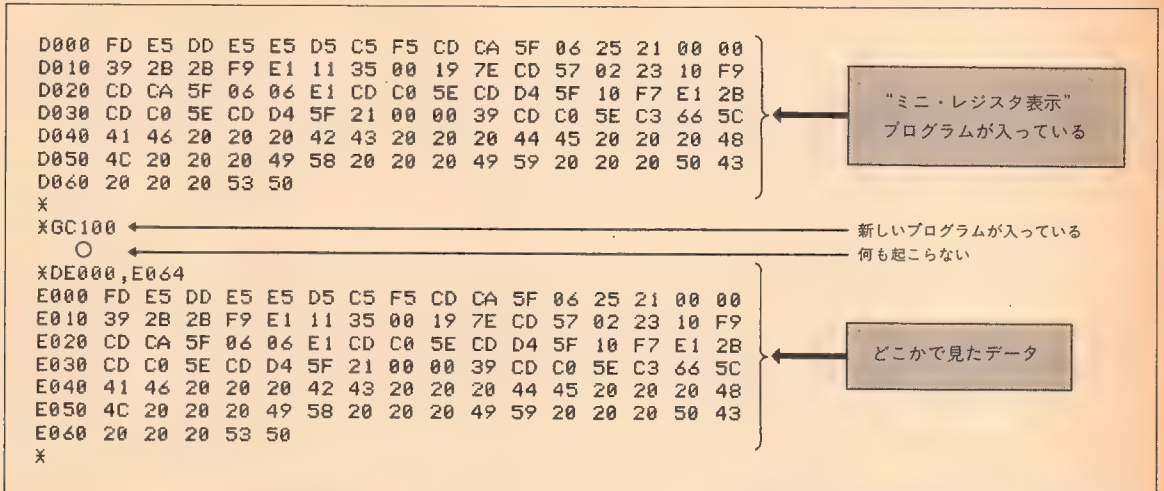 D000 FD E5 DD E5 E5 D5 C5 F5 CD CA 5F 06 25 21 00 00
D010 39 2B 2B F9 E1 11 35 00 19 7E CD 57 02 23 10 F9
D020 CD CA 5F 06 06 E1 CD C0 5E CD D4 5F 10 F7 E1 2B
D030 CD C0 5E CD D4 5F 21 00 00 39 CD C0 5E C3 66 5C
D040 41 46 20 20 20 42 43 20 20 20 44 45 20 20 20 48
D050 4C 20 20 20 49 58 20 20 20 49 59 20 20 20 50 43
D060 20 20 20 53 50
"ミニ・レジスタ表示"
プログラムが入っている
*
*GC100
新しいプログラムが入っている
○
何も起こらない
*DE000,E064
E000 FD E5 DD E5 E5 D5 C5 F5 CD CA 5F 06 25 21 00 00
E010 39 2B 2B F9 E1 11 35 00 19 7E CD 57 02 23 10 F9
E020 CD CA 5F 06 06 E1 CD C0 5E CD D4 5F 10 F7 E1 2B
E030 CD C0 5E CD D4 5F 21 00 00 39 CD C0 5E C3 66 5C
E040 41 46 20 20 20 42 43 20 20 20 44 45 20 20 20 48
E050 4C 20 20 20 49 58 20 20 20 49 59 20 20 20 50 43
E060 20 20 20 53 50
どこかで見たデータ
*